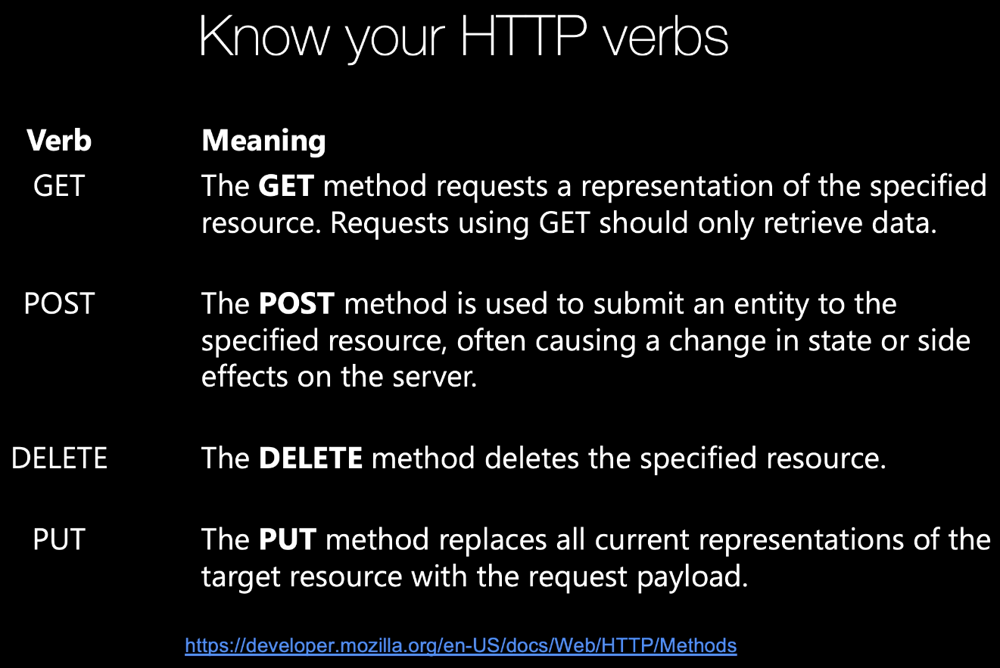 Know your HTTP verbs
Verb Meaning
GET The GET method requests a representation of the specified
resource. Requests using GET should only retrieve data.
POST The POST method is used to submit an entity to the
specified resource, often causing a change in state or side
effects on the server.
DELETE The DELETE method deletes the specified resource.
PUT The PUT method replaces all current representations of the
target resource with the request payload.
https://developer.mozilla.org/en-US/docs/Web/HTTP/Methods